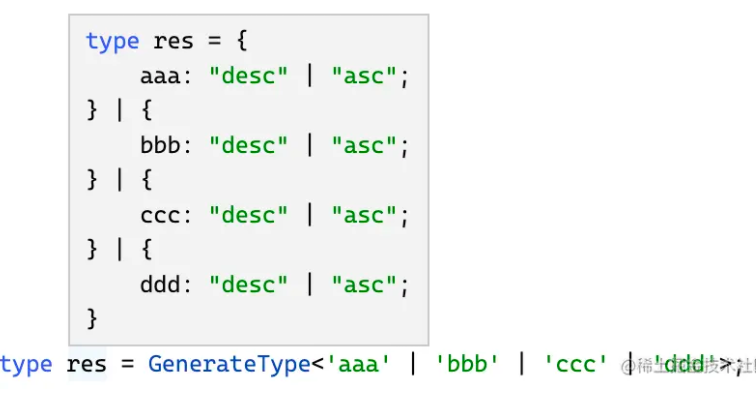 type res = {
    aaa: "desc" | "asc";
} | {
    bbb: "desc" | "asc";
} | {
    ccc: "desc" | "asc";
} | {
    ddd: "desc" | "asc";
}
type res = GenerateType<'aaa' | 'bbb' | 'ccc' | 'ddd'>;
@稀土掘金技术社区